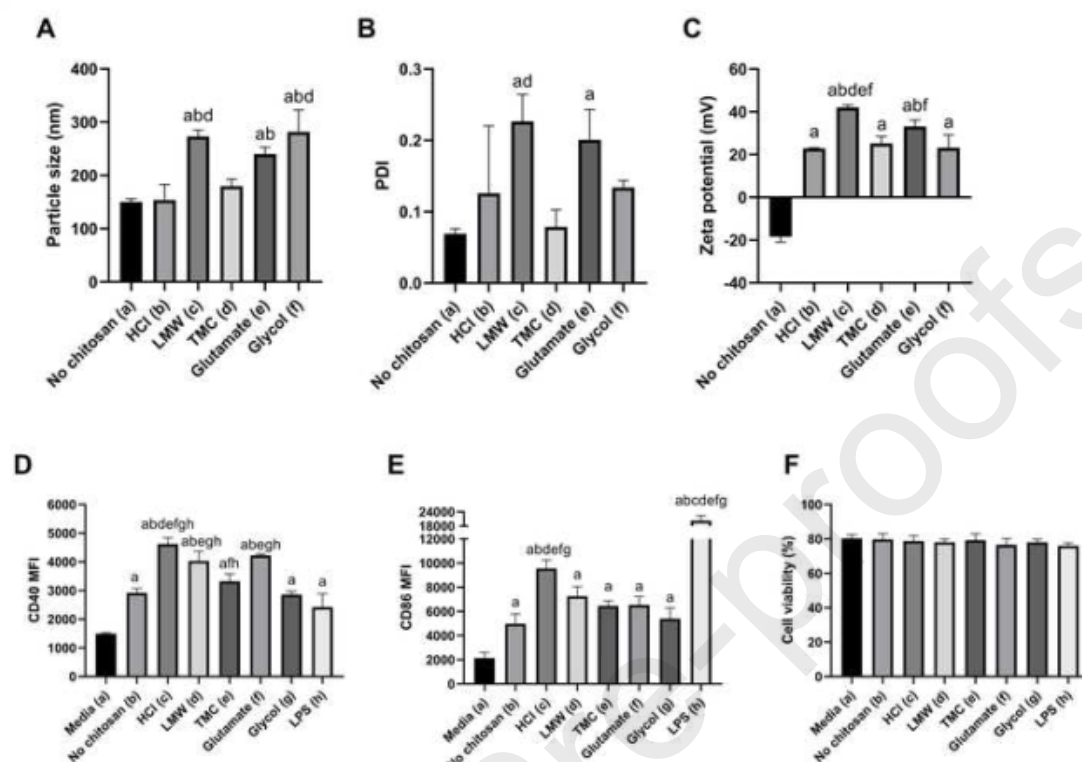 A
Particle size (nm)
400
300
200
100
0
abd
ab
abd
No chitosan (a)
HCl (b)
LMW (c)
TMC (d)
Glutamate (e)
Glycol (f)
B
PDI
0.3
0.2
0.1
0.0
ad
a
No chitosan (a)
HCl (b)
LMW (c)
TMC (d)
Glutamate (e)
Glycol (f)
C
Zeta potential (mV)
60
40
20
0
-20
-40
a
abdef
a
abf
a
No chitosan (a)
HCl (b)
LMW (c)
TMC (d)
Glutamate (e)
Glycol (f)
D
CD40 MFI
6000
5000
4000
3000
2000
1000
0
a
abdefgh
abegh
afh
abegh
a
a
Media (a)
No chitosan (b)
HCl (c)
LMW (d)
TMC (e)
Glutamate (f)
Glycol (g)
LPS (h)
E
CD86 MFI
24000
18000
12000
10000
8000
6000
4000
2000
0
a
abdefg
a
a
a
a
abcdefg
Media (a)
No chitosan (b)
HCl (c)
LMW (d)
TMC (e)
Glutamate (f)
Glycol (g)
LPS (h)
F
Cell viability (%)
100
80
60
40
20
0
Media (a)
No chitosan (b)
HCl (c)
LMW (d)
TMC (e)
Glutamate (f)
Glycol (g)
LPS (h)
re-proofs